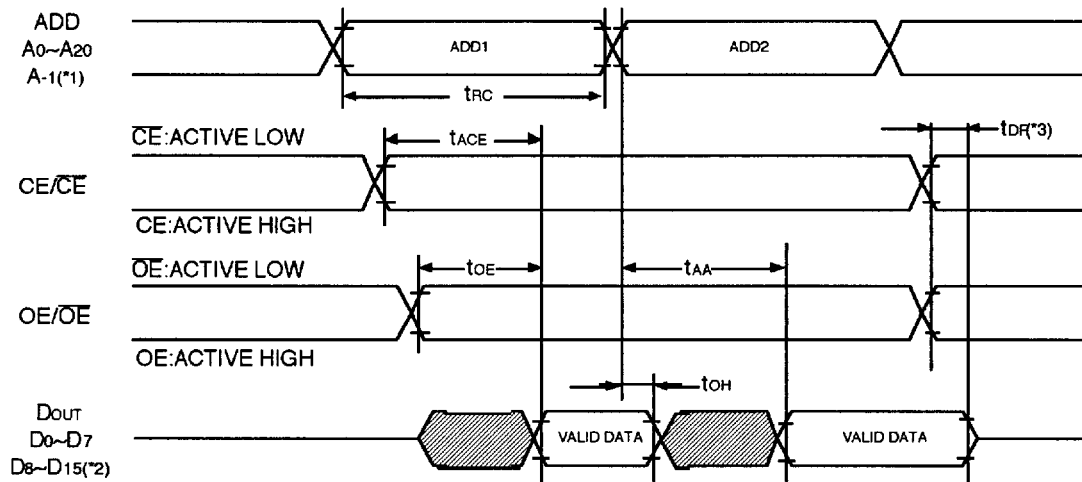 ADD
A0~A20
A-1(*1)
ADD1
ADD2
tRC
CE:ACTIVE LOW
tACE
tDF(*3)
CE/CE
CE:ACTIVE HIGH
OE:ACTIVE LOW
tOE
tAA
OE/OE
OE:ACTIVE HIGH
tOH
DOUT
D0~D7
D8~D15(*2)
VALID DATA
VALID DATA